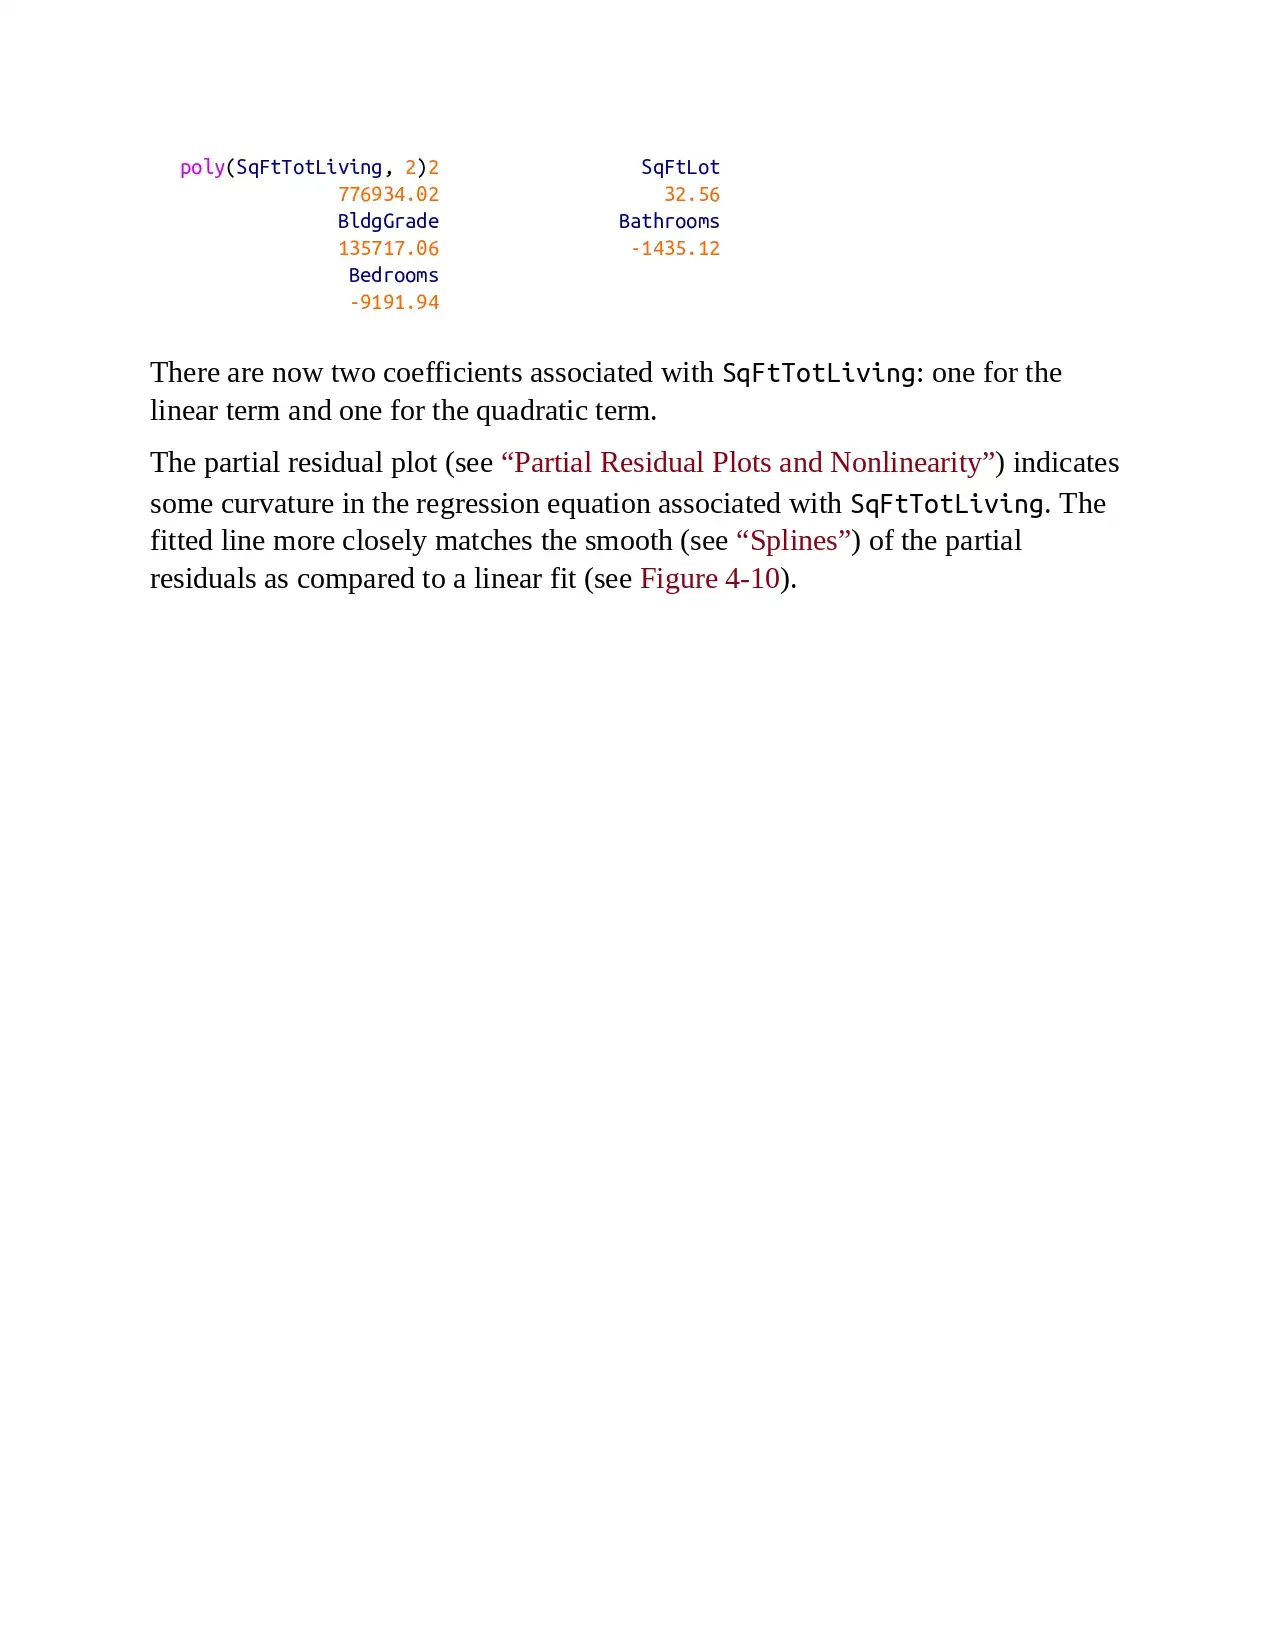 poly(SqFtTotLiving, 2)2 SqFtLot
776934.02 32.56
BldgGrade Bathrooms
135717.06 -1435.12
Bedrooms
-9191.94
There are now two coefficients associated with SqFtTotLiving: one for the
linear term and one for the quadratic term.
The partial residual plot (see “Partial Residual Plots and Nonlinearity”) indicates
some curvature in the regression equation associated with SqFtTotLiving. The
fitted line more closely matches the smooth (see “Splines”) of the partial
residuals as compared to a linear fit (see Figure 4-10).